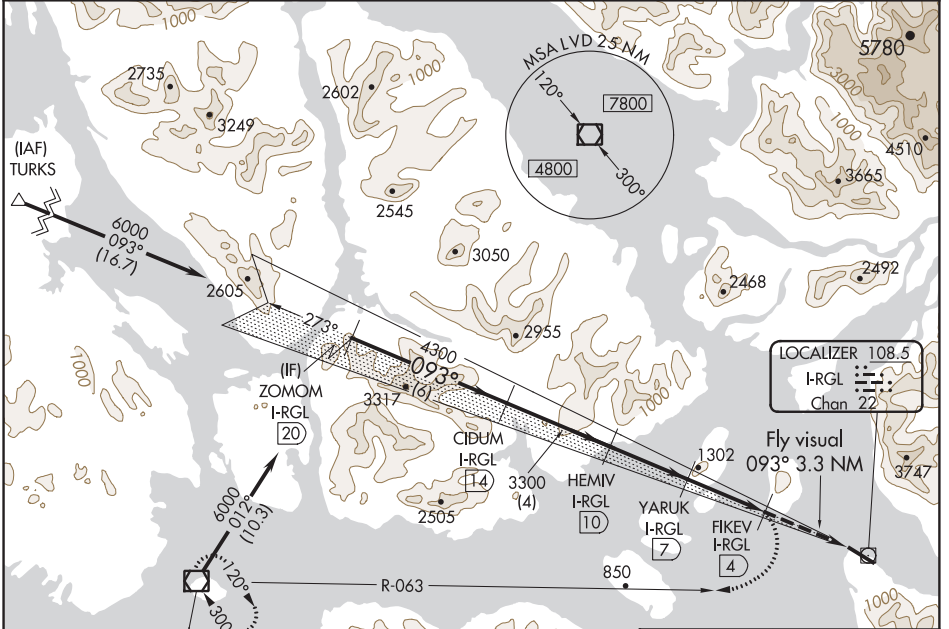 1000
5780
3000
2735
2602
1000
MSA LVD 25 NM
120°
7800
3249
1000
4510
(IAF)
TURKS
4800
300°
3665
2545
6000
093°
(16.7)
3050
2605
2468
2492
273°
2955
4300
093°
(6)
LOCALIZER 108.5
I-RGL
Chan 22
1000
(IF)
ZOMOM
I-RGL
20
3317
1000
CIDUM
I-RGL
14
Fly visual
093° 3.3 NM
1302
3747
3300
(4)
HEMIV
I-RGL
10
YARUK
I-RGL
7
FIKEV
I-RGL
4
2505
6000
012°
(10.3)
120°
300
R-063
850
1000